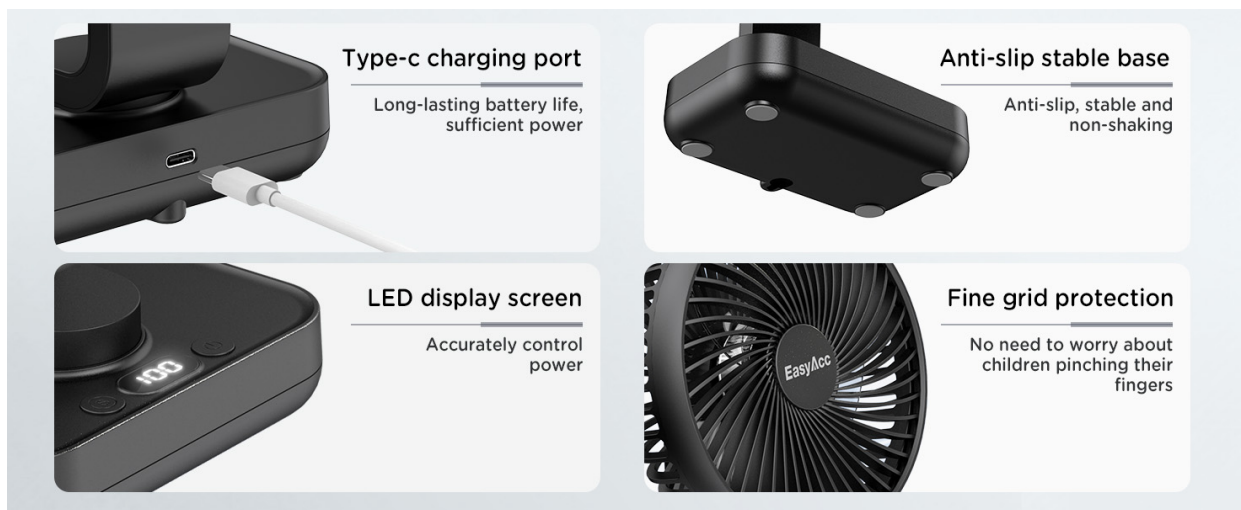 Type-c charging port
Long-lasting battery life,
sufficient power
Anti-slip stable base
Anti-slip, stable and
non-shaking
LED display screen
Accurately control
power
100
Fine grid protection
No need to worry about
children pinching their
fingers
EasyAcc